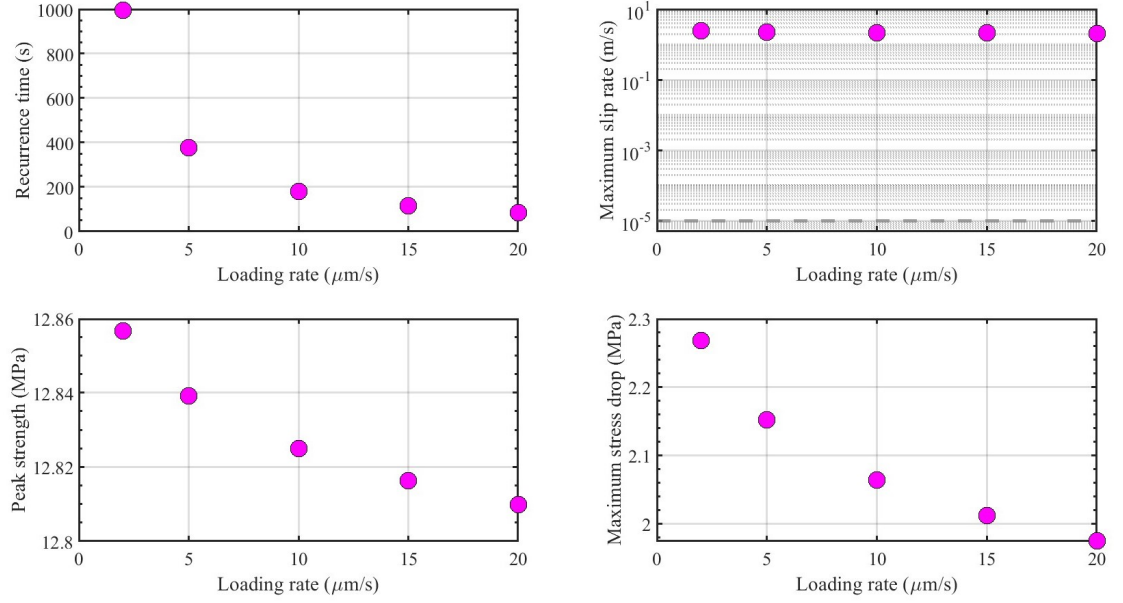 Recurrence time (s)
1000
800
600
400
200
0
0 5 10 15 20
Loading rate (μm/s)
Maximum slip rate (m/s)
10^1
10^-1
10^-3
10^-5
0 5 10 15 20
Loading rate (μm/s)
Peak strength (MPa)
12.86
12.84
12.82
12.8
0 5 10 15 20
Loading rate (μm/s)
Maximum stress drop (MPa)
2.3
2.2
2.1
2
0 5 10 15 20
Loading rate (μm/s)